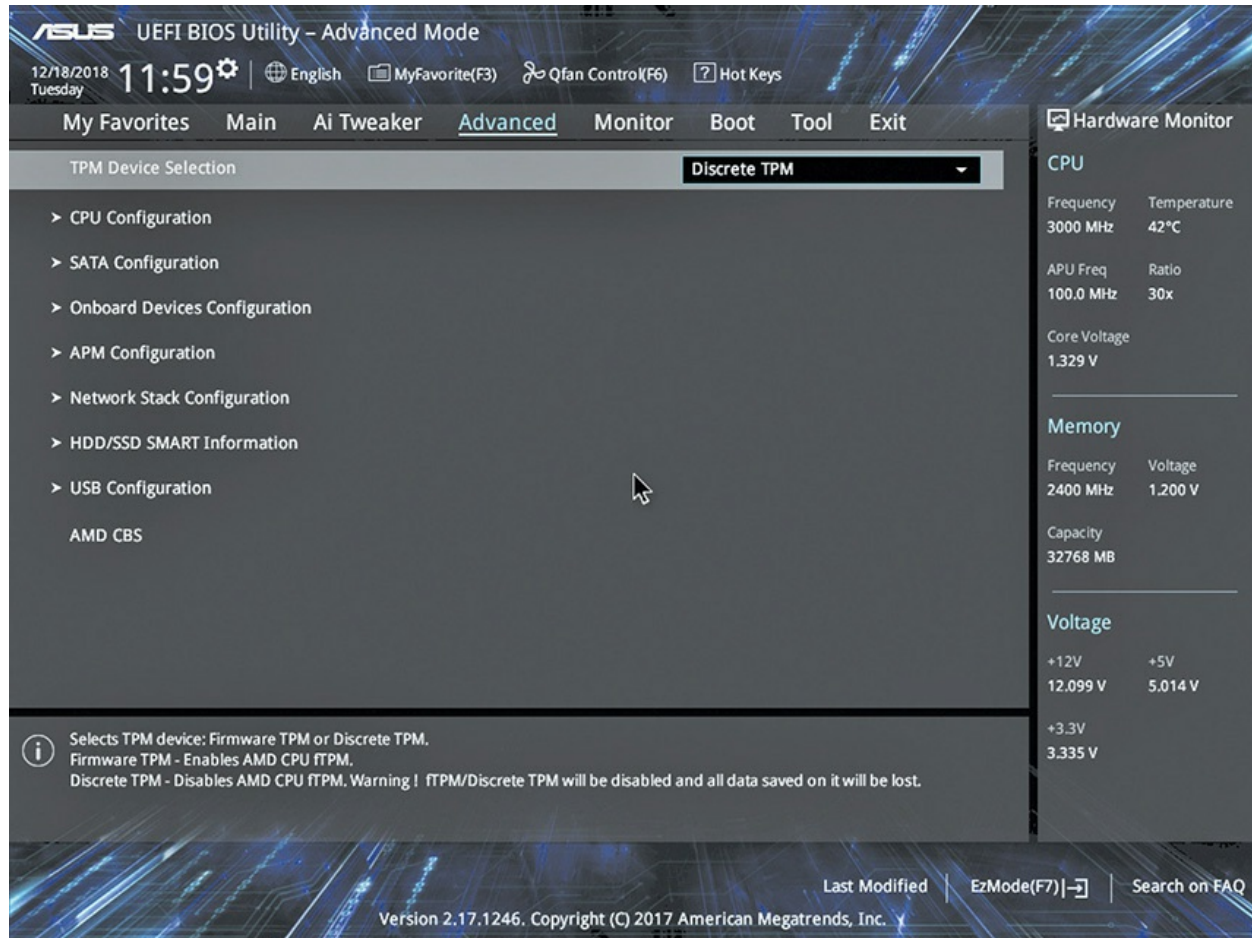 ASUS UEFI BIOS Utility – Advanced Mode
12/18/2018
Tuesday
11:59
English
MyFavorite(F3)
Qfan Control(F6)
? Hot Keys
My Favorites Main Ai Tweaker Advanced Monitor Boot Tool Exit
TPM Device Selection Discrete TPM
> CPU Configuration
> SATA Configuration
> Onboard Devices Configuration
> APM Configuration
> Network Stack Configuration
> HDD/SSD SMART Information
> USB Configuration
AMD CBS
i
Selects TPM device: Firmware TPM or Discrete TPM.
Firmware TPM - Enables AMD CPU fTPM.
Discrete TPM - Disables AMD CPU fTPM. Warning ! fTPM/Discrete TPM will be disabled and all data saved on it will be lost.
Hardware Monitor
CPU
Frequency Temperature
3000 MHz 42°C
APU Freq Ratio
100.0 MHz 30x
Core Voltage
1.329 V
Memory
Frequency Voltage
2400 MHz 1.200 V
Capacity
32768 MB
Voltage
+12V +5V
12.099 V 5.014 V
+3.3V
3.335 V
Last Modified
EzMode(F7)
Search on FAQ
Version 2.17.1246. Copyright (C) 2017 American Megatrends, Inc.